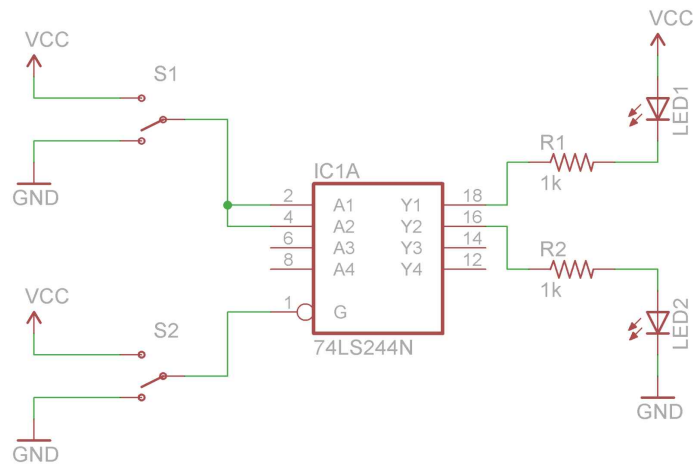 VCC
S1
GND
VCC
S2
GND
IC1A
2 A1 Y1 18
4 A2 Y2 16
6 A3 Y3 14
8 A4 Y4 12
1 G
74LS244N
R1
1k
R2
1k
VCC
LED1
LED2
GND